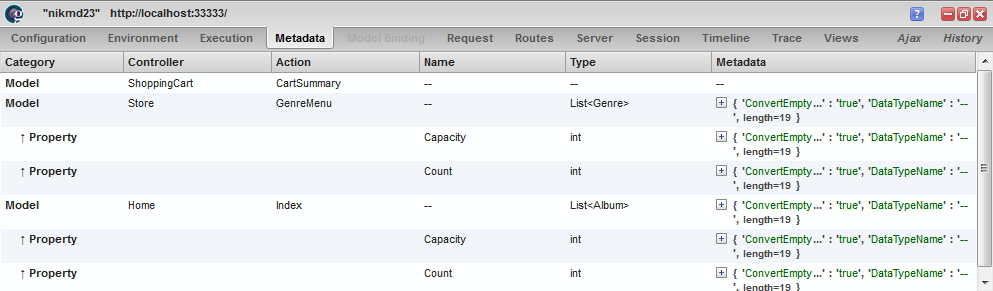 "nikmd23" http://localhost:33333/ ?
Configuration Environment Execution Metadata Model Binding Request Routes Server Session Timeline Trace Views Ajax History
Category Controller Action Name Type Metadata
Model ShoppingCart CartSummary -- -- --
Model Store GenreMenu -- List<Genre> { 'ConvertEmpty...' : 'true', 'DataTypeName' : '--
', length=19 }
↑ Property Capacity int { 'ConvertEmpty...' : 'true', 'DataTypeName' : '--
', length=19 }
↑ Property Count int { 'ConvertEmpty...' : 'true', 'DataTypeName' : '--
', length=19 }
Model Home Index -- List<Album> { 'ConvertEmpty...' : 'true', 'DataTypeName' : '--
', length=19 }
↑ Property Capacity int { 'ConvertEmpty...' : 'true', 'DataTypeName' : '--
', length=19 }
↑ Property Count int { 'ConvertEmpty...' : 'true', 'DataTypeName' : '--